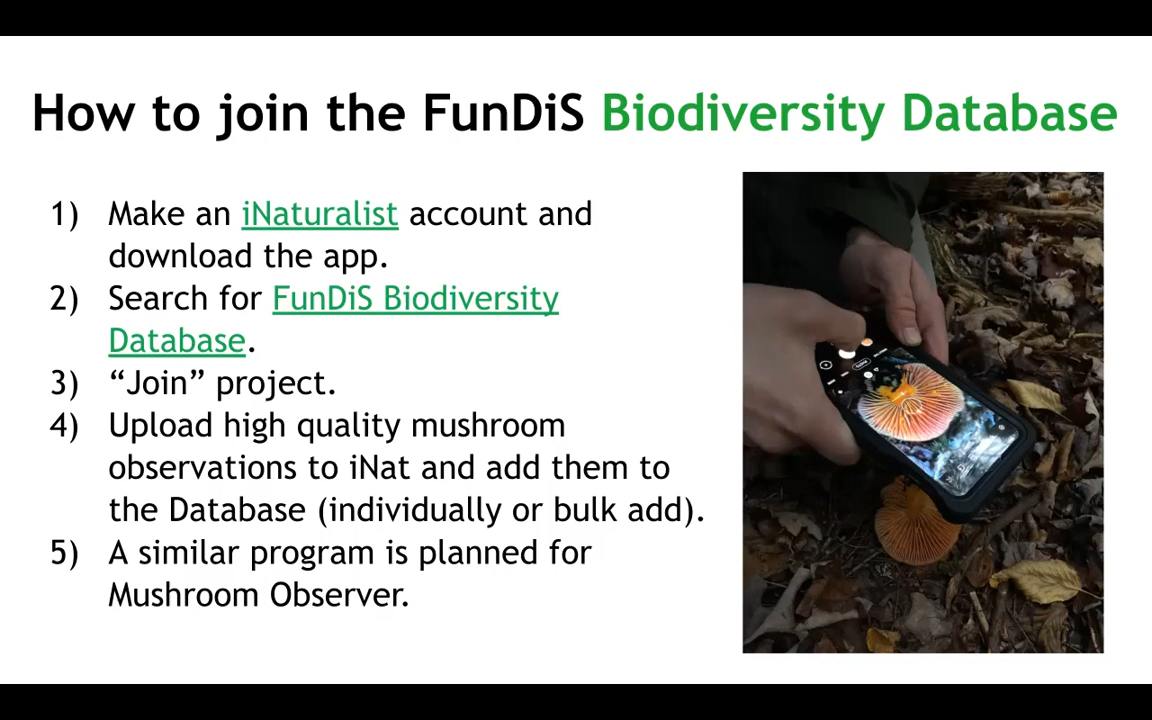 How to join the FunDiS Biodiversity Database
1) Make an iNaturalist account and
download the app.
2) Search for FunDiS Biodiversity
Database.
3) “Join” project.
4) Upload high quality mushroom
observations to iNat and add them to
the Database (individually or bulk add).
5) A similar program is planned for
Mushroom Observer.